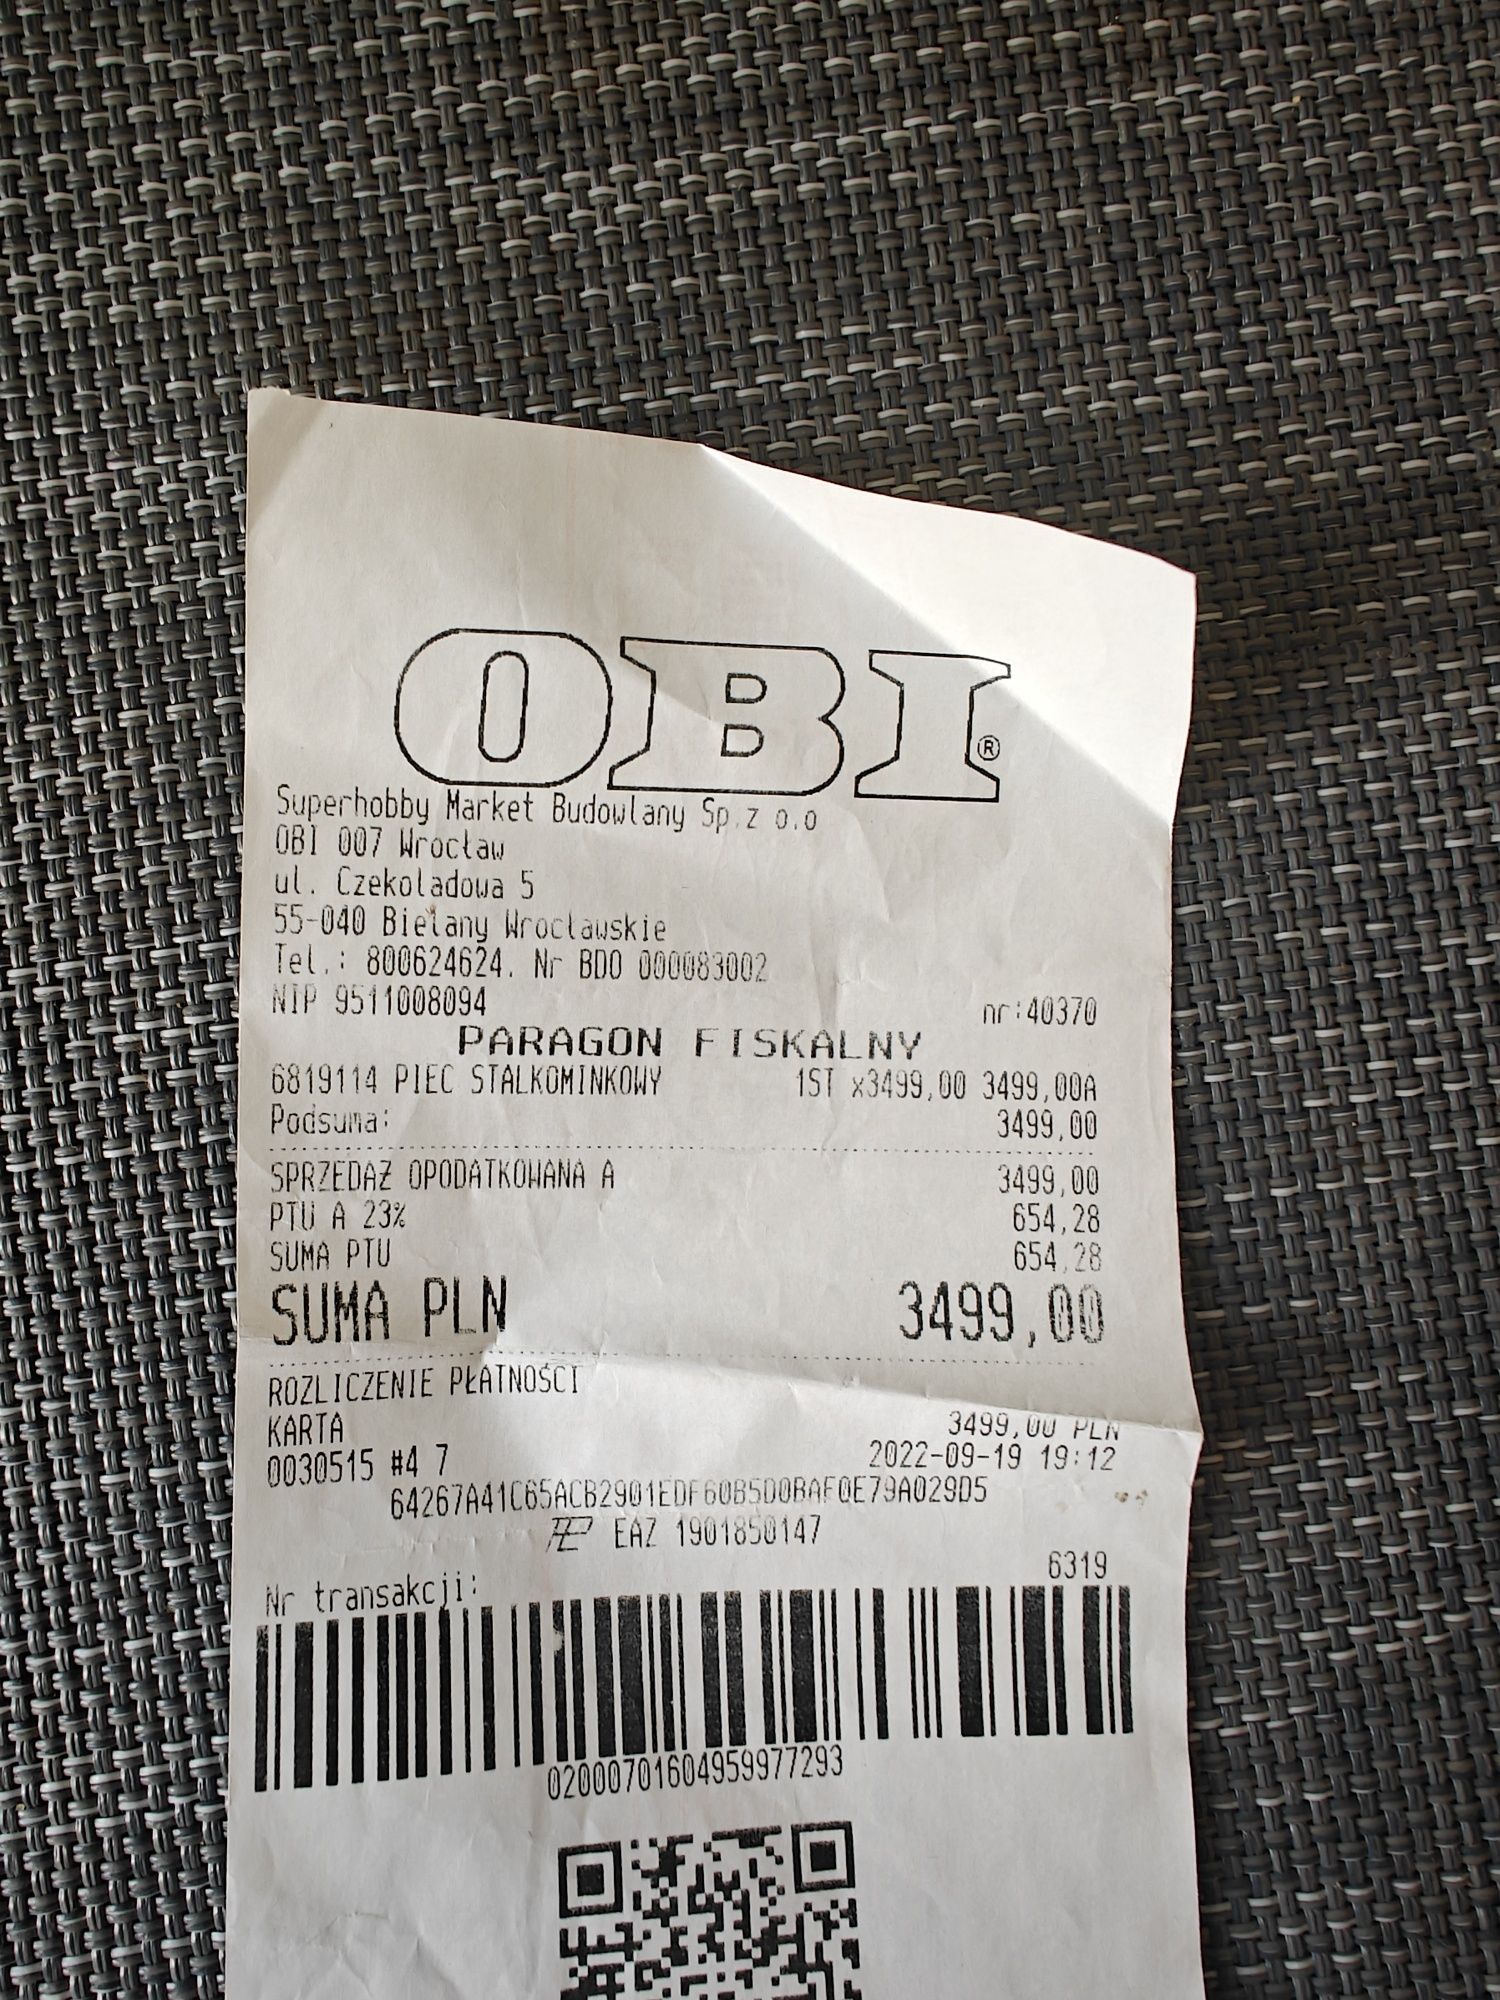 OBI®
Superhobby Market Budowlany Sp.z o.o
OBI 007 Wrocław
ul. Czekoladowa 5
55-040 Bielany Wrocławskie
Tel.: 800624624. Nr BDO 000083002
NIP 9511008094 nr:40370
PARAGON FISKALNY
6819114 PIEC STALKOMINKOWY 1ST x3499,00 3499,00A
Podsuma: 3499,00
SPRZEDAŻ OPODATKOWANA A 3499,00
PTU A 23% 654,28
SUMA PTU 654,28
SUMA PLN 3499,00
ROZLICZENIE PŁATNOŚCI
KARTA 3499,00 PLN
0030515 #4 7 2022-09-19 19:12
64267A41C65ACB2901EDF60B5D0BAF0E79A029D5
EAZ 1901850147
Nr transakcji: 6319
02000701604959977293